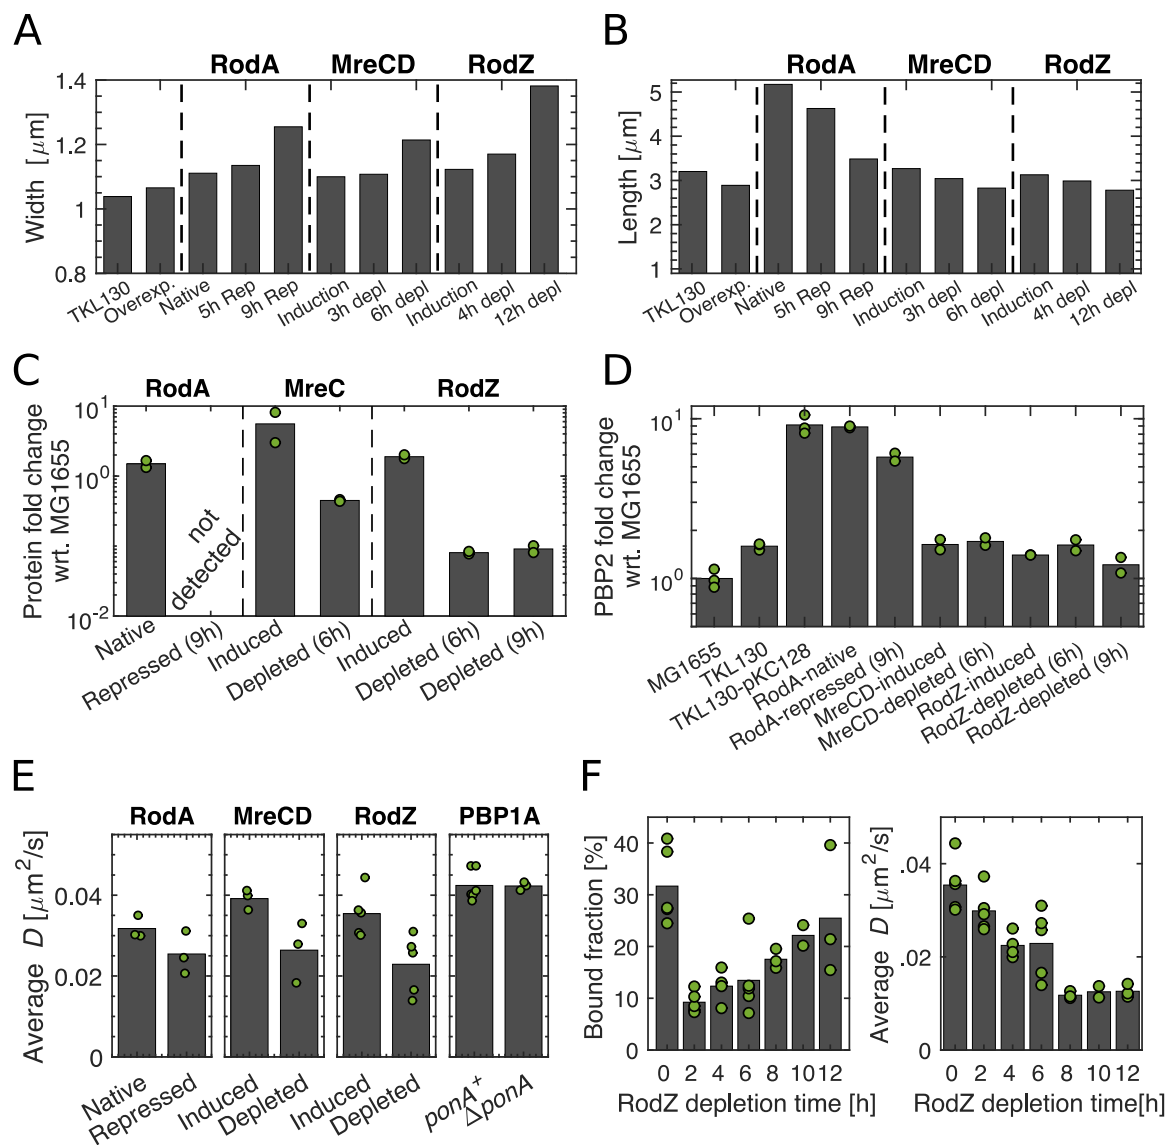 A
RodA MreCD RodZ
Width [μm]
1.4
1.2
1
0.8
TKL130 Overexp. Native 5h Rep 9h Rep Induction 3h depl 6h depl Induction 4h depl 12h depl
B
RodA MreCD RodZ
Length [μm]
5
4
3
2
1
TKL130 Overexp. Native 5h Rep 9h Rep Induction 3h depl 6h depl Induction 4h depl 12h depl
C
RodA MreC RodZ
Protein fold change
wrt. MG1655
10^1
10^0
10^-2
not
detected
Native Repressed (9h) Induced Depleted (6h) Induced Depleted (6h) Depleted (9h)
D
PBP2 fold change
wrt. MG1655
10^1
10^0
MG1655 TKL130 TKL130-pKC128 RodA-native RodA-repressed (9h) MreCD-induced MreCD-depleted (6h) RodZ-induced RodZ-depleted (6h) RodZ-depleted (9h)
E
RodA MreCD RodZ PBP1A
Average D [μm²/s]
0.04
0.02
0
Native Repressed Induced Depleted Induced Depleted ponA⁺ ΔponA
F
Bound fraction [%]
40
30
20
10
0
0 2 4 6 8 10 12
RodZ depletion time [h]
Average D [μm²/s]
.04
.02
0
0 2 4 6 8 10 12
RodZ depletion time[h]